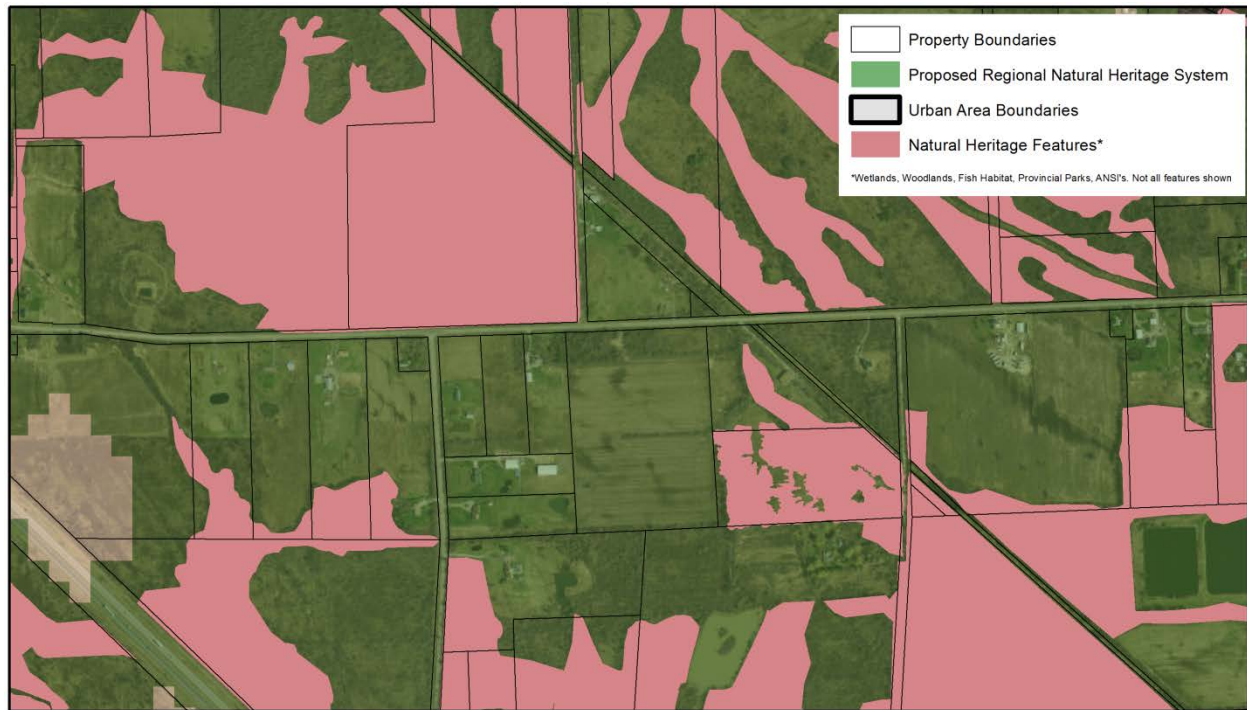 Property Boundaries
Proposed Regional Natural Heritage System
Urban Area Boundaries
Natural Heritage Features*
*Wetlands, Woodlands, Fish Habitat, Provincial Parks, ANSI's. Not all features shown